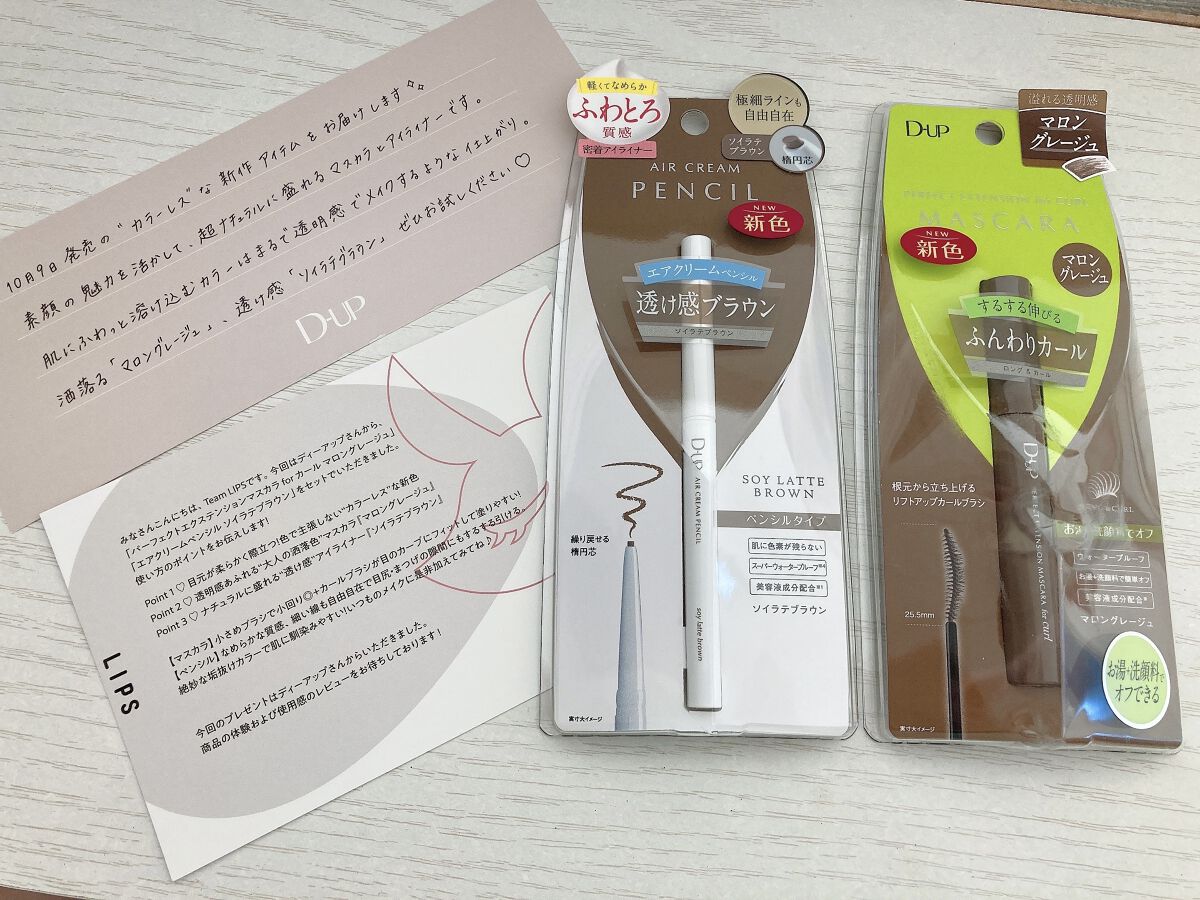 10月9日発売の"カラーレス"な新作アイテムをお届けします
素顔の魅力を活かして、超ナチュラルに盛れるマスカラとアイライナーです。
肌にふわっと溶け込むカラーはまるで透明感でメイクするような仕上がり。
洒落る「マロングレージュ」、透け感「ソイラテブラウン」ぜひお試しください♡
D-UP
みなさんこんにちは、Team LIPSです。今回はディーアップさんから、
「パーフェクトエクステンションマスカラ for カール マロングレージュ」
「エアクリームペンシル ソイラテブラウン」をセットでいただきました。
使い方のポイントをお伝えします!
Point 1♡ 目元が柔らかく際立つ!色で主張しない"カラーレス"な新色
Point 2♡ 透明感あふれる"大人の洒落色"マスカラ『マロングレージュ』
Point 3♡ ナチュラルに盛れる"透け感"アイライナー『ソイラテブラウン』
【マスカラ】小さめブラシで小回り◎+カールブラシが目のカーブにフィットして塗りやすい!
【ペンシル】なめらかな質感、細い線も自由自在で目尻・まつげの隙間にもするする引ける。
絶妙な垢抜けカラーで肌に馴染みやすい!いつものメイクに是非加えてみてね♪
今回のプレゼントはディーアップさんからいただきました。
商品の体験および使用感のレビューをお待ちしております!
LIPS
軽くてなめらか
ふわとろ
質感
密着アイライナー
極細ラインも
自由自在
ソイラテ
ブラウン
楕円芯
AIR CREAM
PENCIL
NEW
新色
エアクリームペンシル
透け感ブラウン
ソイラテブラウン
D-UP AIR CREAM PENCIL
soy latte brown
繰り戻せる
楕円芯
実寸大イメージ
SOY LATTE
BROWN
ペンシルタイプ
肌に色素が残らない
スーパーウォータープルーフ※4
美容液成分配合※1
ソイラテブラウン
D-UP
溢れる透明感
マロン
グレージュ
PERFECT EXTENSION for CURL
MASCARA
NEW
新色
マロン
グレージュ
するする伸びる
ふんわりカール
ロング&カール
根元から立ち上げる
リフトアップカールブラシ
25.5mm
実寸大イメージ
D-UP PERFECT EXTENSION MASCARA for curl
お湯+洗顔料でオフ
ウォータープルーフ
お湯+洗顔料で簡単オフ
美容液成分配合※
マロングレージュ
お湯+洗顔料で
オフできる